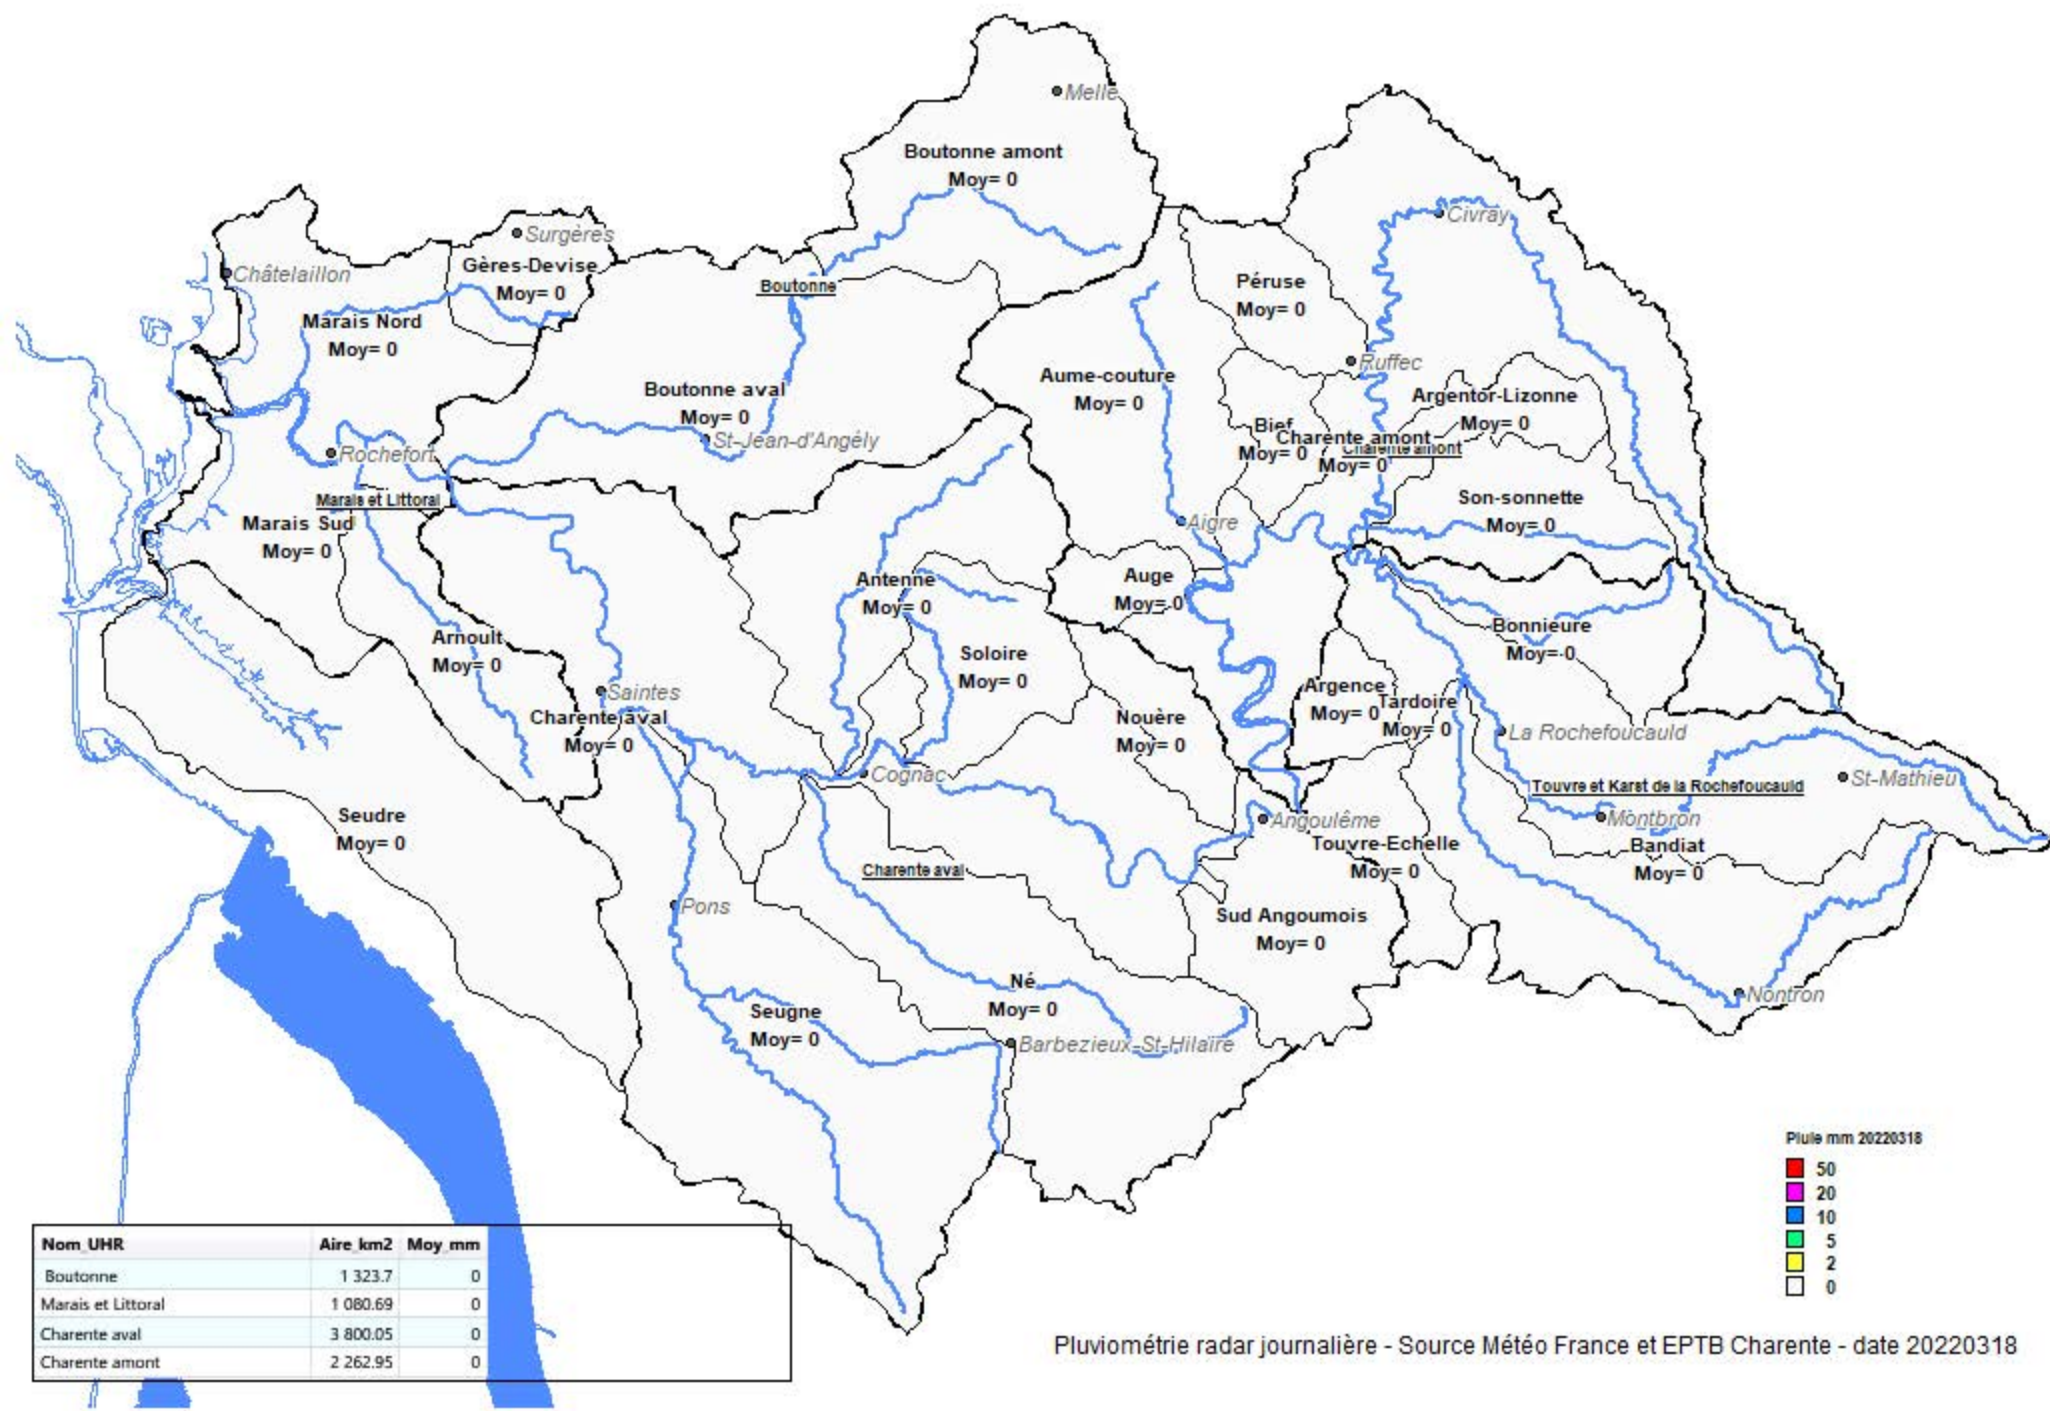 Melle
Boutonne amont
Moy= 0
Civray
Surgères
Châtelaillon
Gères-Devise
Moy= 0
Boutonne
Péruse
Moy= 0
Marais Nord
Moy= 0
Ruffec
Aume-couture
Moy= 0
Boutonne aval
Moy= 0
Argentor-Lizonne
Moy= 0
St-Jean-d'Angély
Bief
Moy= 0
Charente amont
Moy= 0
Charente amont
Rochefort
Marais et Littoral
Son-sonnette
Moy= 0
Marais Sud
Moy= 0
Aigre
Antenne
Moy= 0
Auge
Moy= 0
Bonnieure
Moy= 0
Arnoult
Moy= 0
Soloire
Moy= 0
Saintes
Argence
Moy= 0
Tardoire
Moy= 0
Charente aval
Moy= 0
Nouère
Moy= 0
La Rochefoucauld
Cognac
St-Mathieu
Touvre et Karst de la Rochefoucauld
Seudre
Moy= 0
Angoulême
Montbron
Touvre-Echelle
Moy= 0
Bandiat
Moy= 0
Charente aval
Pons
Sud Angoumois
Moy= 0
Né
Moy= 0
Nontron
Seugne
Moy= 0
Barbezieux-St-Hilaire
Pluie mm 20220318
50
20
10
5
2
0
Nom_UHR Aire_km2 Moy_mm
Boutonne 1 323.7 0
Marais et Littoral 1 080.69 0
Charente aval 3 800.05 0
Charente amont 2 262.95 0
Pluviométrie radar journalière - Source Météo France et EPTB Charente - date 20220318